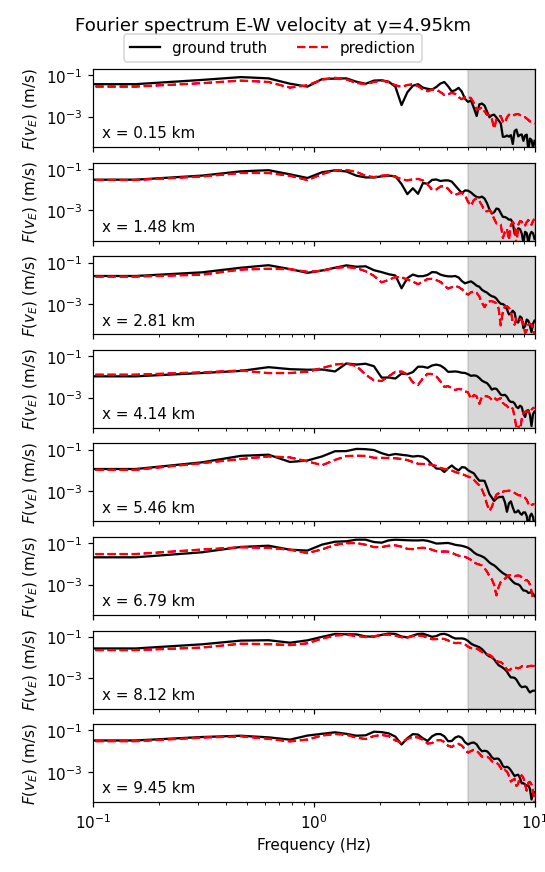 Fourier spectrum E-W velocity at y=4.95km
ground truth prediction
F(v_E) (m/s) 10⁻¹ 10⁻³ x = 0.15 km
F(v_E) (m/s) 10⁻¹ 10⁻³ x = 1.48 km
F(v_E) (m/s) 10⁻¹ 10⁻³ x = 2.81 km
F(v_E) (m/s) 10⁻¹ 10⁻³ x = 4.14 km
F(v_E) (m/s) 10⁻¹ 10⁻³ x = 5.46 km
F(v_E) (m/s) 10⁻¹ 10⁻³ x = 6.79 km
F(v_E) (m/s) 10⁻¹ 10⁻³ x = 8.12 km
F(v_E) (m/s) 10⁻¹ 10⁻³ x = 9.45 km
10⁻¹ 10⁰ 10¹
Frequency (Hz)